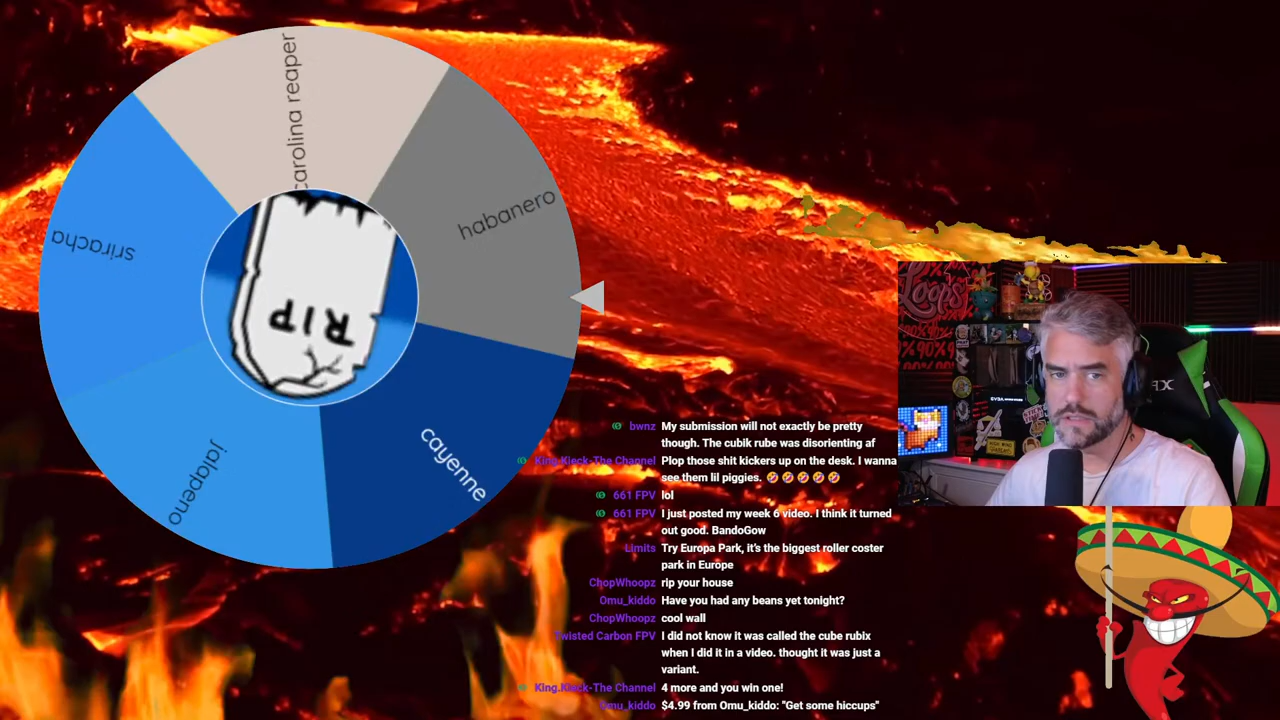 carolina reaper
habanero
sriracha
RIP
jalapeno
cayenne
Loops
bwnz My submission will not exactly be pretty
though. The cubik rube was disorienting af
King.Kieck-The Channel Plop those shit kickers up on the desk. I wanna
see them lil piggies. 🤣🤣🤣🤣🤣
661 FPV lol
661 FPV I just posted my week 6 video. I think it turned
out good. BandoGow
Limits Try Europa Park, it's the biggest roller coster
park in Europe
ChopWhoopz rip your house
Omu_kiddo Have you had any beans yet tonight?
ChopWhoopz cool wall
Twisted Carbon FPV I did not know it was called the cube rubix
when I did it in a video. thought it was just a
variant.
King.Kieck-The Channel 4 more and you win one!
Omu_kiddo $4.99 from Omu_kiddo: "Get some hiccups"